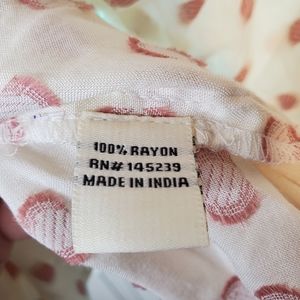 100% RAYON
RN# 145239
MADE IN INDIA